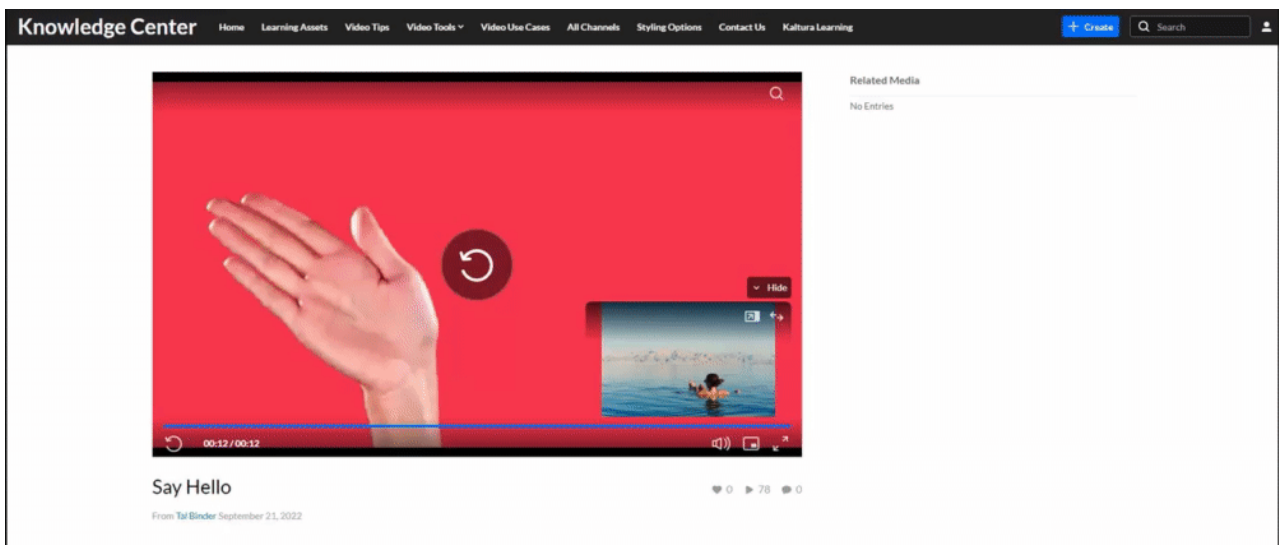 Knowledge Center Home Learning Assets Video Tips Video Tools Video Use Cases All Channels Styling Options Contact Us Kaltura Learning + Create Search
Related Media
No Entries
Hide
00:12 / 00:12
Say Hello
0 78 0
From Tal Binder September 21, 2022